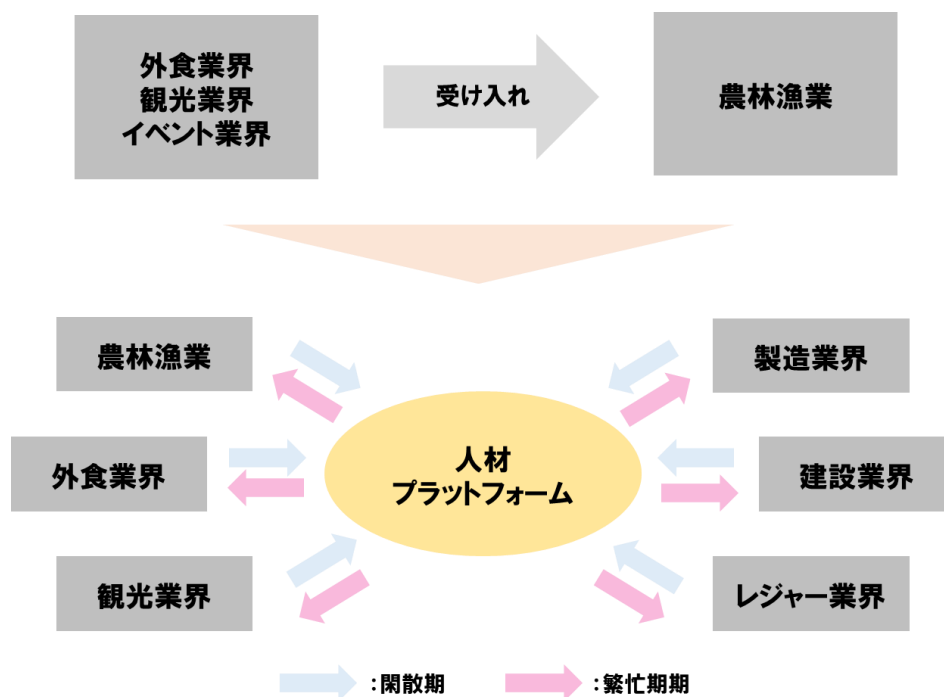 外食業界
観光業界
イベント業界
受け入れ
農林漁業
農林漁業
製造業界
人材
プラットフォーム
外食業界
建設業界
観光業界
レジャー業界
:閑散期
:繁忙期期